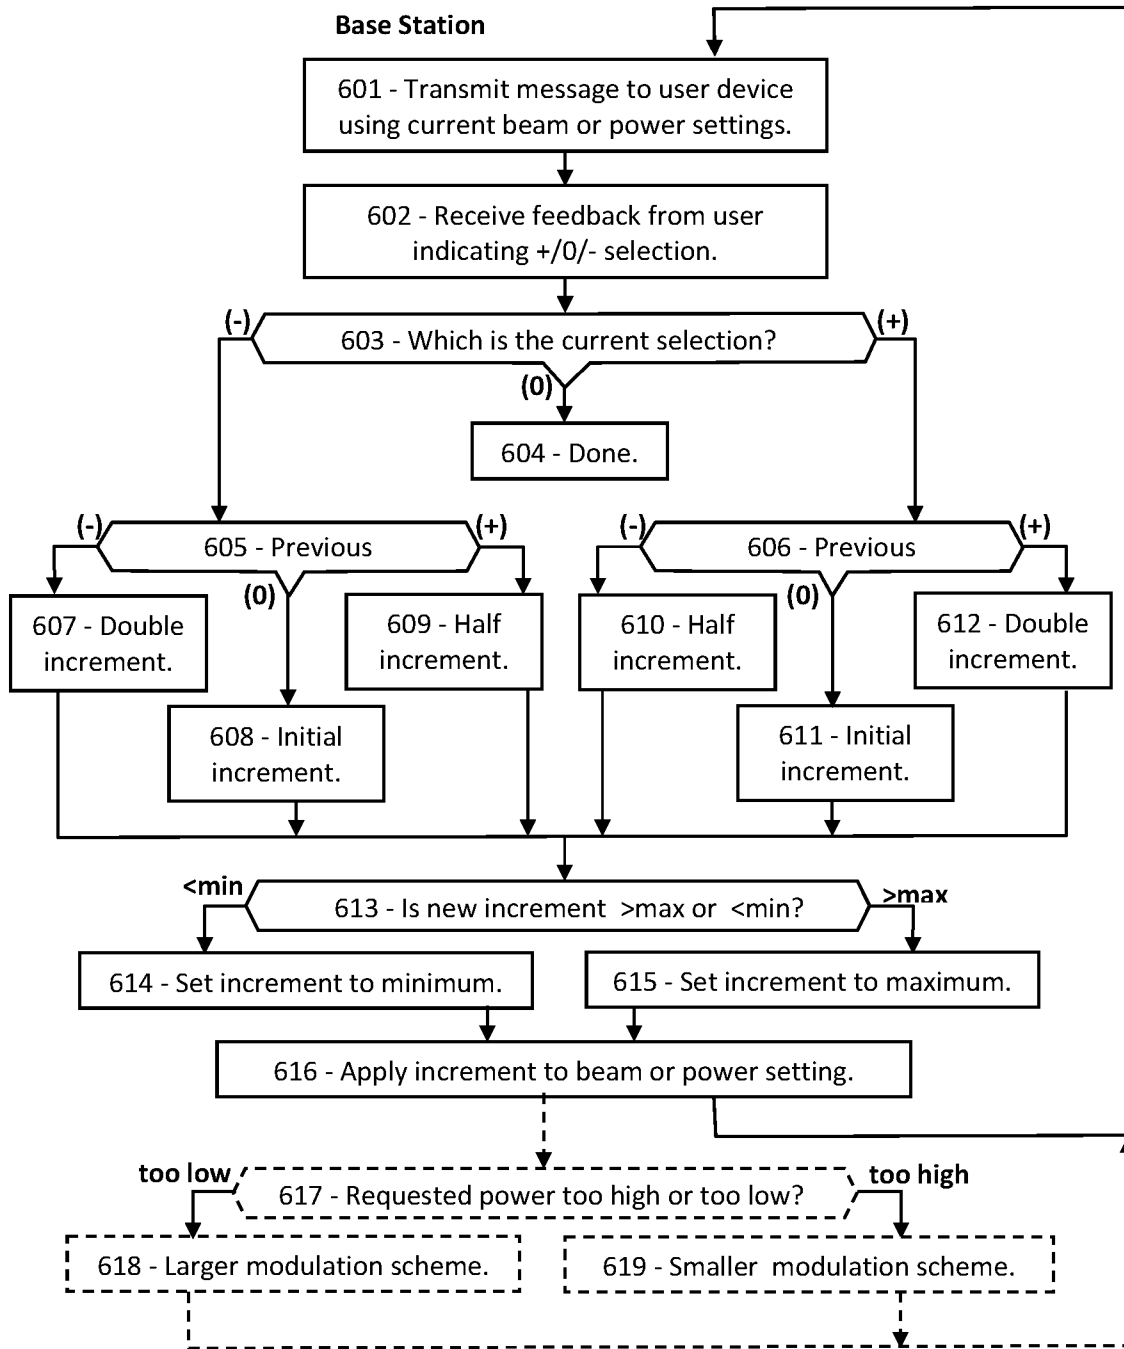 Base Station
601 - Transmit message to user device
using current beam or power settings.
602 - Receive feedback from user
indicating +/0/- selection.
(-)
603 - Which is the current selection?
(+)
(0)
604 - Done.
(-)
605 - Previous
(+)
(0)
(-)
606 - Previous
(+)
(0)
607 - Double
increment.
609 - Half
increment.
610 - Half
increment.
612 - Double
increment.
608 - Initial
increment.
611 - Initial
increment.
<min
613 - Is new increment >max or <min?
>max
614 - Set increment to minimum.
615 - Set increment to maximum.
616 - Apply increment to beam or power setting.
too low
617 - Requested power too high or too low?
too high
618 - Larger modulation scheme.
619 - Smaller modulation scheme.